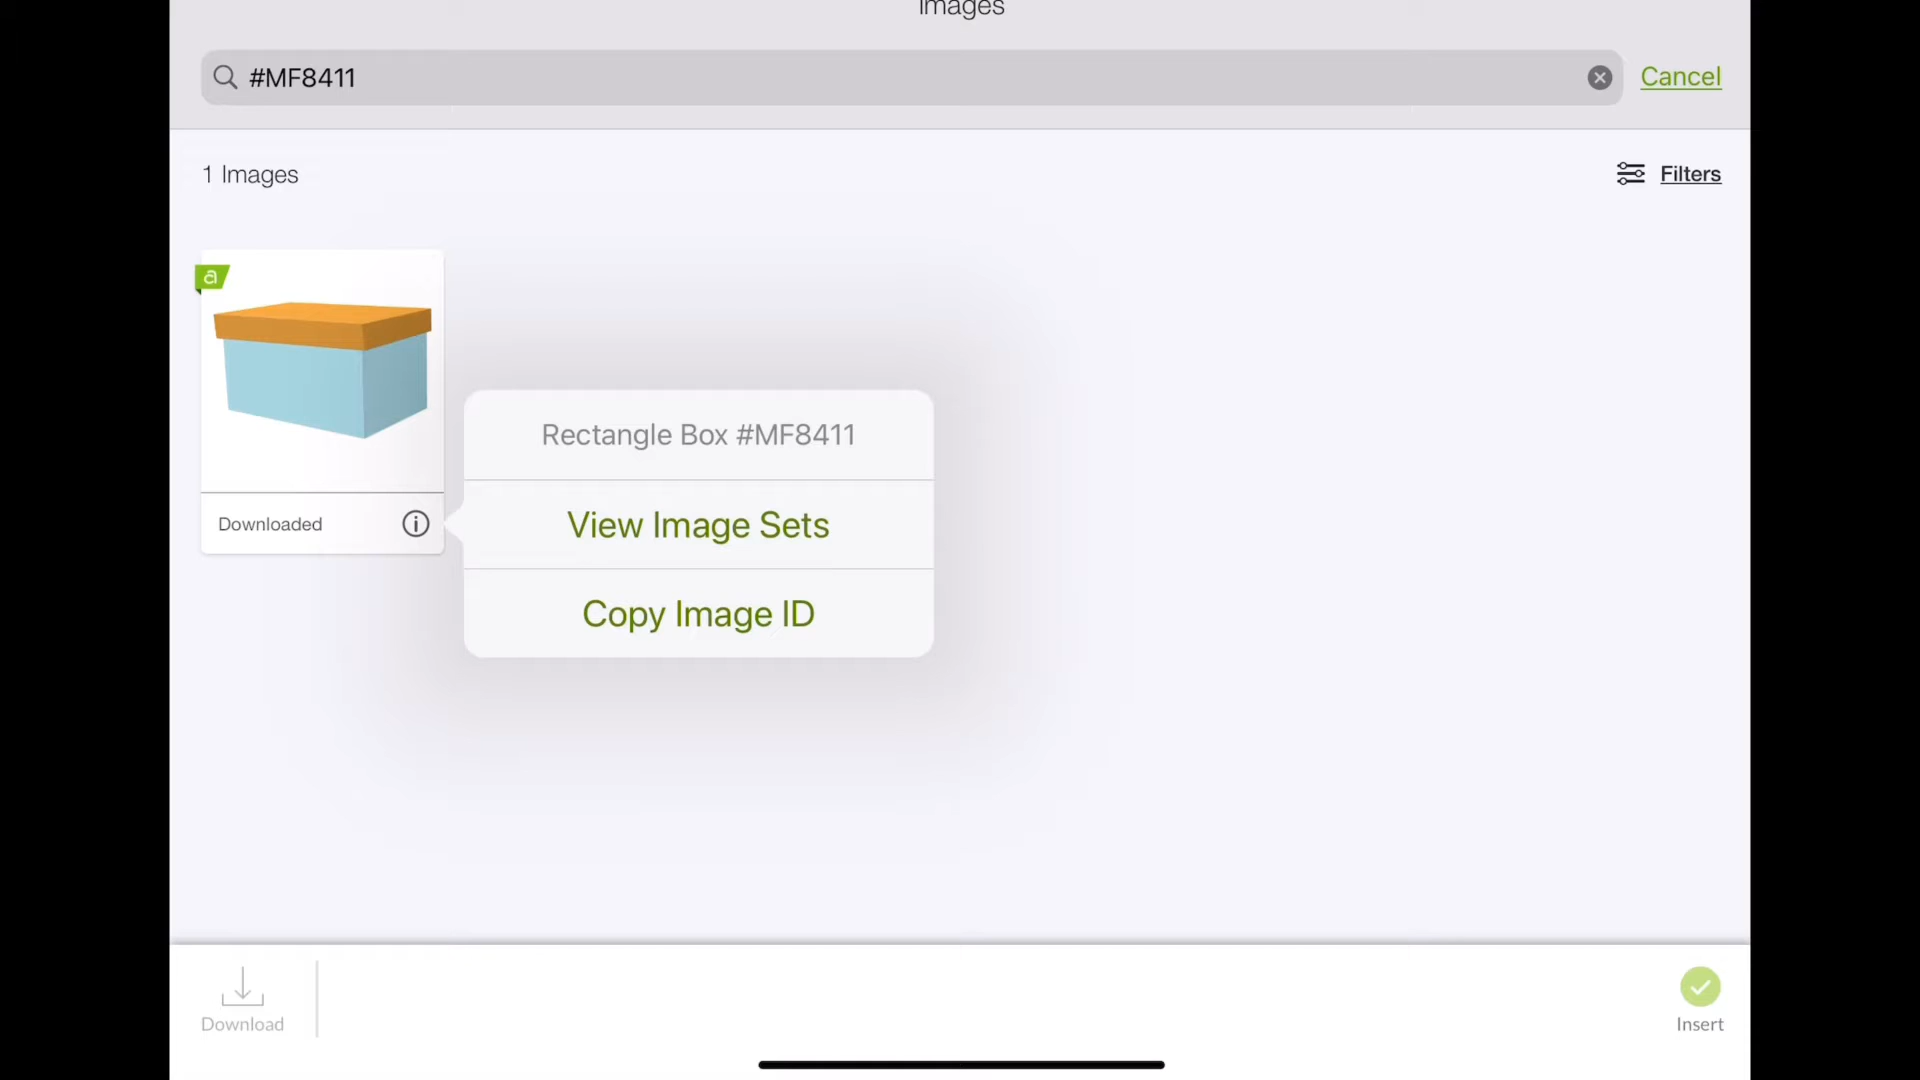 Images
#MF8411
Cancel
1 Images
Filters
a
Rectangle Box #MF8411
View Image Sets
Downloaded
Copy Image ID
Download
Insert